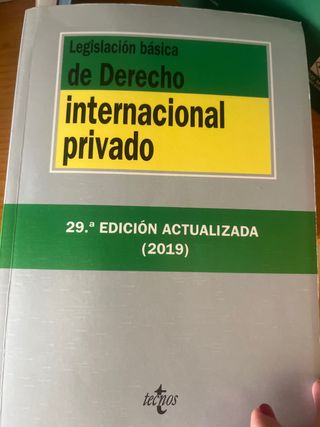 Legislación básica
de Derecho
internacional
privado
29.ª EDICIÓN ACTUALIZADA
(2019)
tecnos